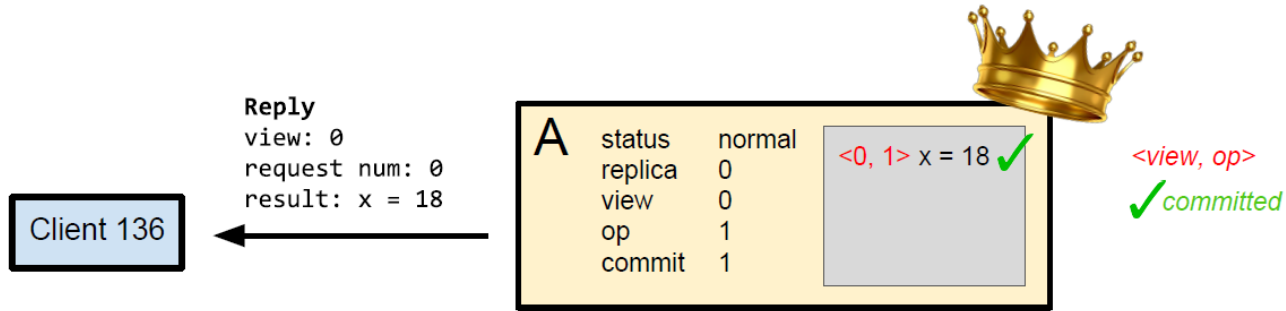 Reply
view: 0
request num: 0
result: x = 18
Client 136
A
status normal
replica 0
view 0
op 1
commit 1
<0, 1> x = 18 ✓
<view, op>
✓committed